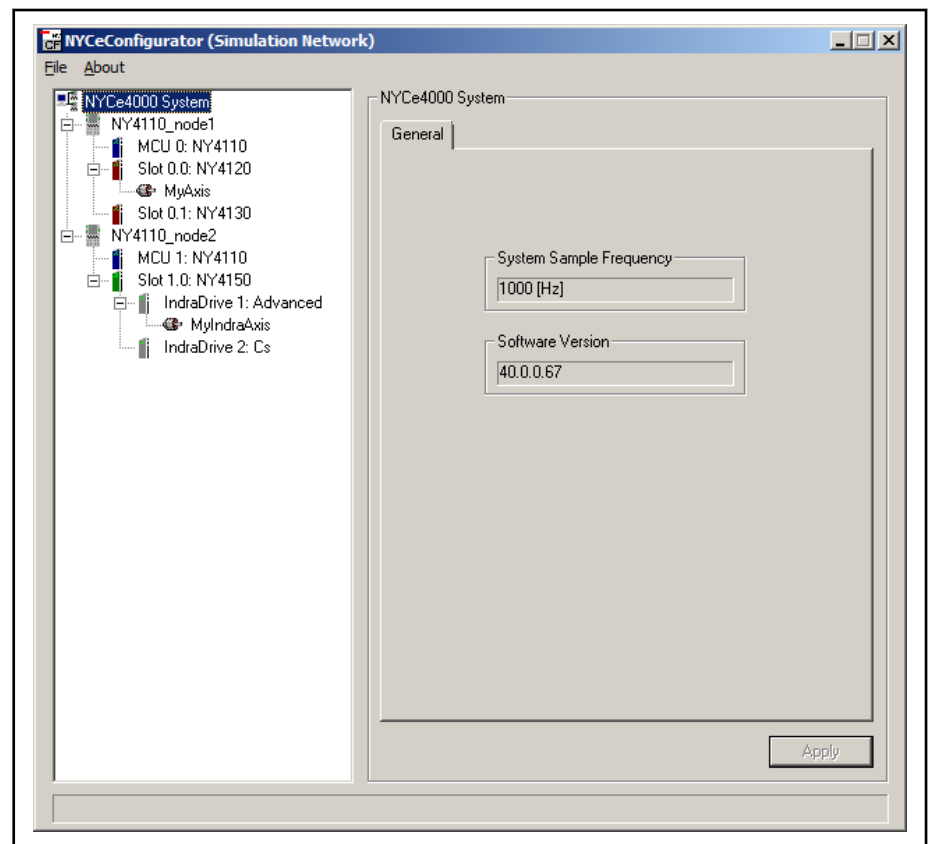 NYCeConfigurator (Simulation Network)
File About
NYCe4000 System
NY4110_node1
MCU 0: NY4110
Slot 0.0: NY4120
MyAxis
Slot 0.1: NY4130
NY4110_node2
MCU 1: NY4110
Slot 1.0: NY4150
IndraDrive 1: Advanced
MyIndraAxis
IndraDrive 2: Cs
NYCe4000 System
General
System Sample Frequency
1000 [Hz]
Software Version
40.0.0.67
Apply